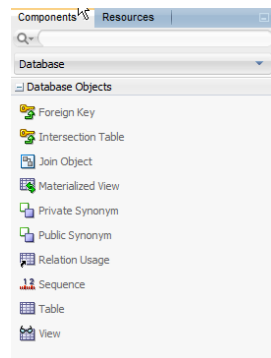 Components Resources
Database
Database Objects
Foreign Key
Intersection Table
Join Object
Materialized View
Private Synonym
Public Synonym
Relation Usage
Sequence
Table
View